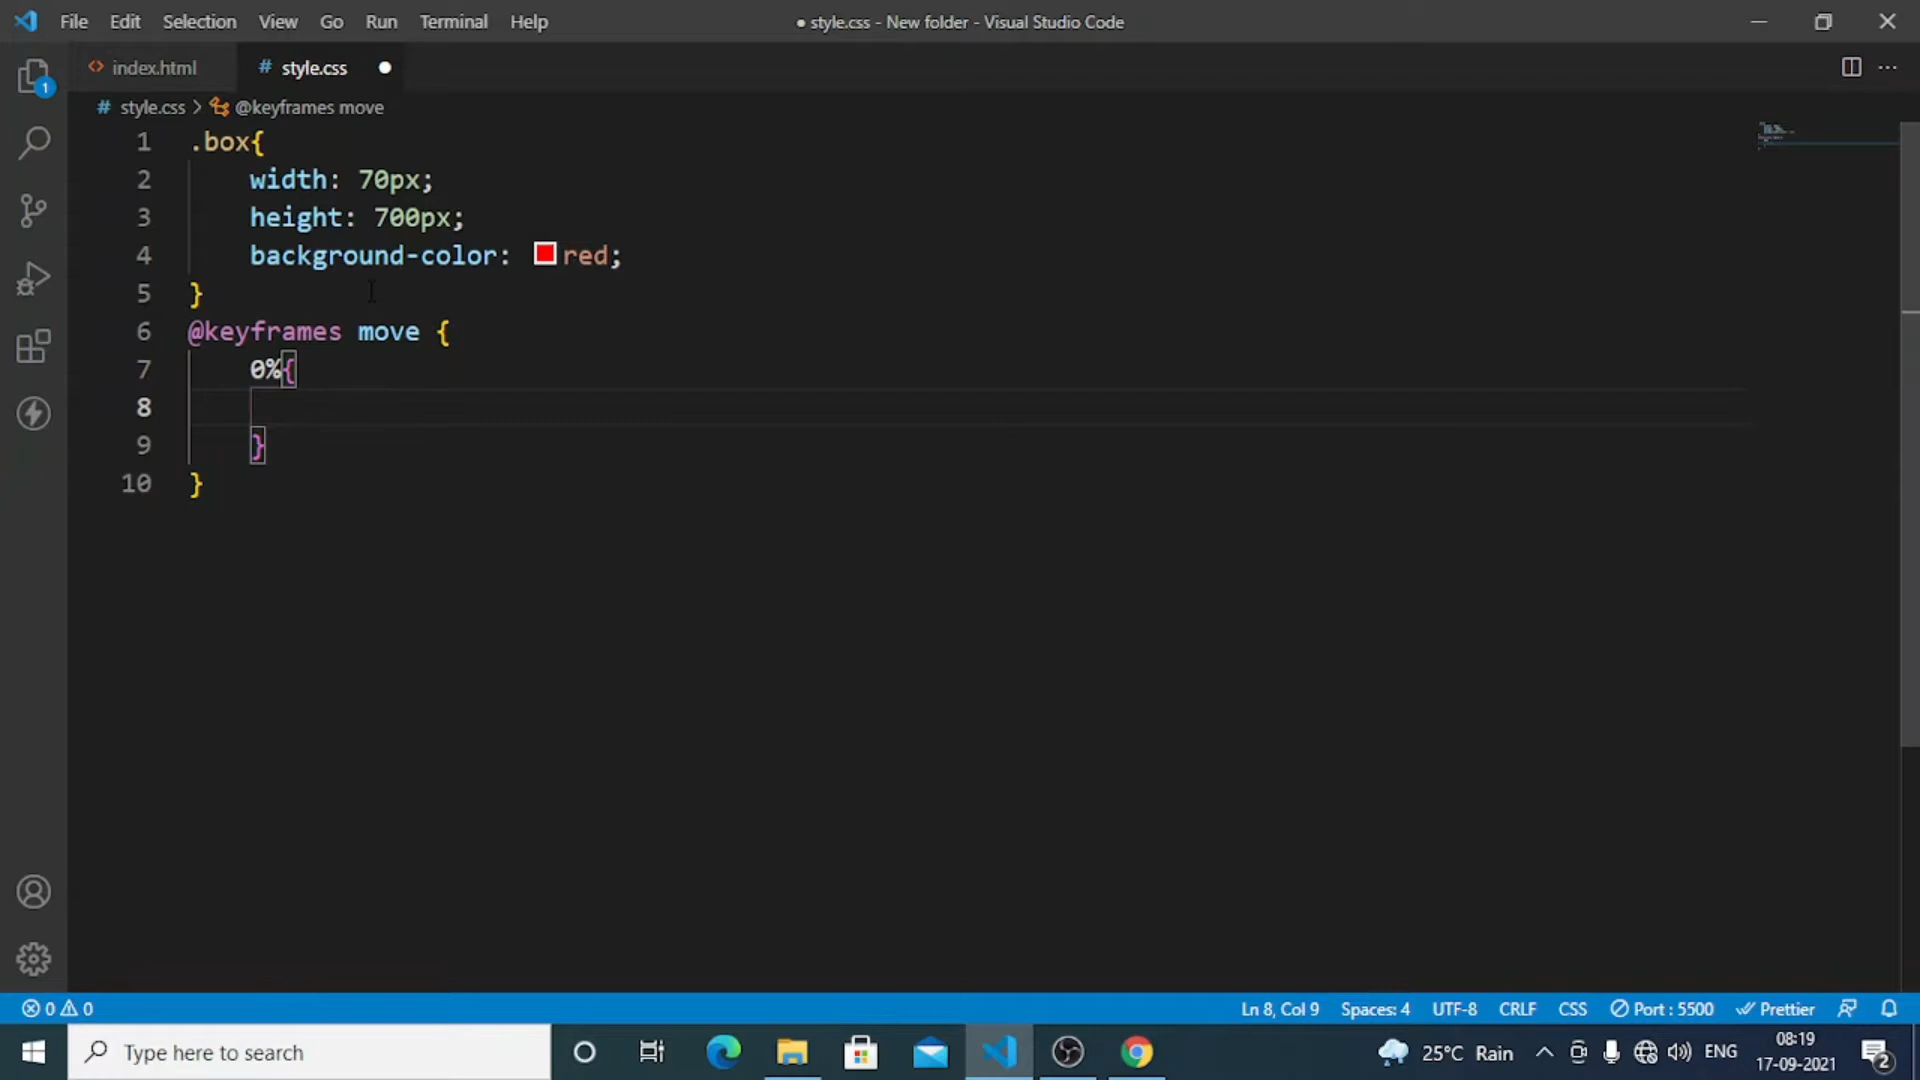 File Edit Selection View Go Run Terminal Help
● style.css - New folder - Visual Studio Code
1
<> index.html
# style.css ●
# style.css > @keyframes move
1 .box{
2 width: 70px;
3 height: 700px;
4 background-color: red;
5 }
6 @keyframes move {
7 0%{
8
9 }
10 }
0 0
Ln 8, Col 9 Spaces: 4 UTF-8 CRLF CSS Port : 5500 Prettier
Type here to search
25°C Rain
ENG
08:19
17-09-2021
2